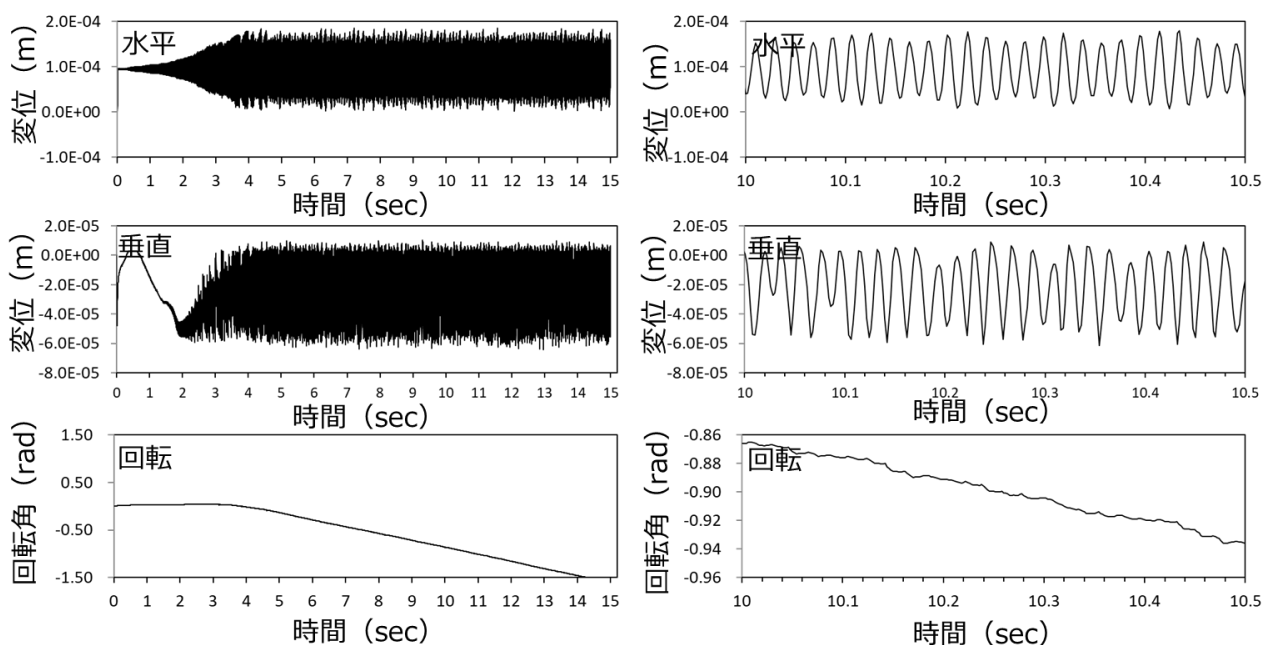 2.0E-04
1.0E-04
0.0E+00
-1.0E-04
変位（m）
水平
0 1 2 3 4 5 6 7 8 9 10 11 12 13 14 15
時間（sec）
2.0E-04
1.0E-04
0.0E+00
-1.0E-04
変位（m）
水平
10 10.1 10.2 10.3 10.4 10.5
時間（sec）
2.0E-05
0.0E+00
-2.0E-05
-4.0E-05
-6.0E-05
-8.0E-05
変位（m）
垂直
0 1 2 3 4 5 6 7 8 9 10 11 12 13 14 15
時間（sec）
2.0E-05
0.0E+00
-2.0E-05
-4.0E-05
-6.0E-05
-8.0E-05
変位（m）
垂直
10 10.1 10.2 10.3 10.4 10.5
時間（sec）
1.50
0.50
-0.50
-1.50
回転角（rad）
回転
0 1 2 3 4 5 6 7 8 9 10 11 12 13 14 15
時間（sec）
-0.86
-0.88
-0.90
-0.92
-0.94
-0.96
回転角（rad）
回転
10 10.1 10.2 10.3 10.4 10.5
時間（sec）